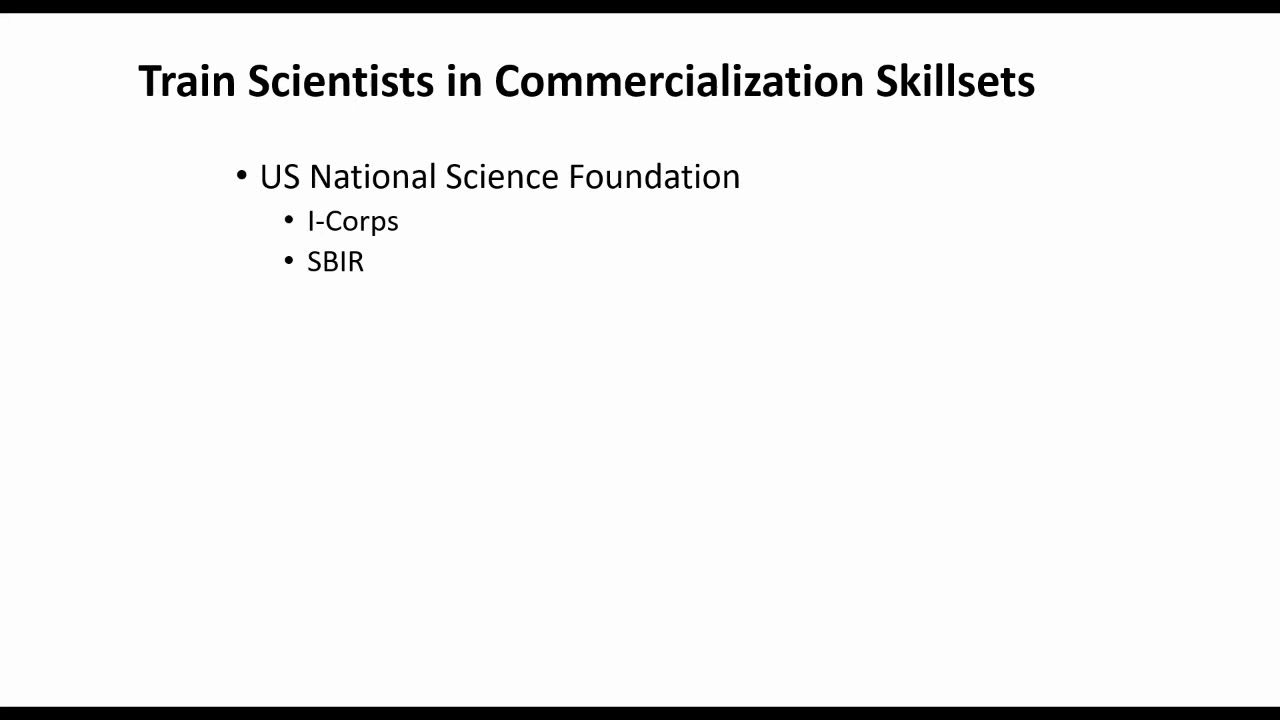 Train Scientists in Commercialization Skillsets
• US National Science Foundation
• I-Corps
• SBIR